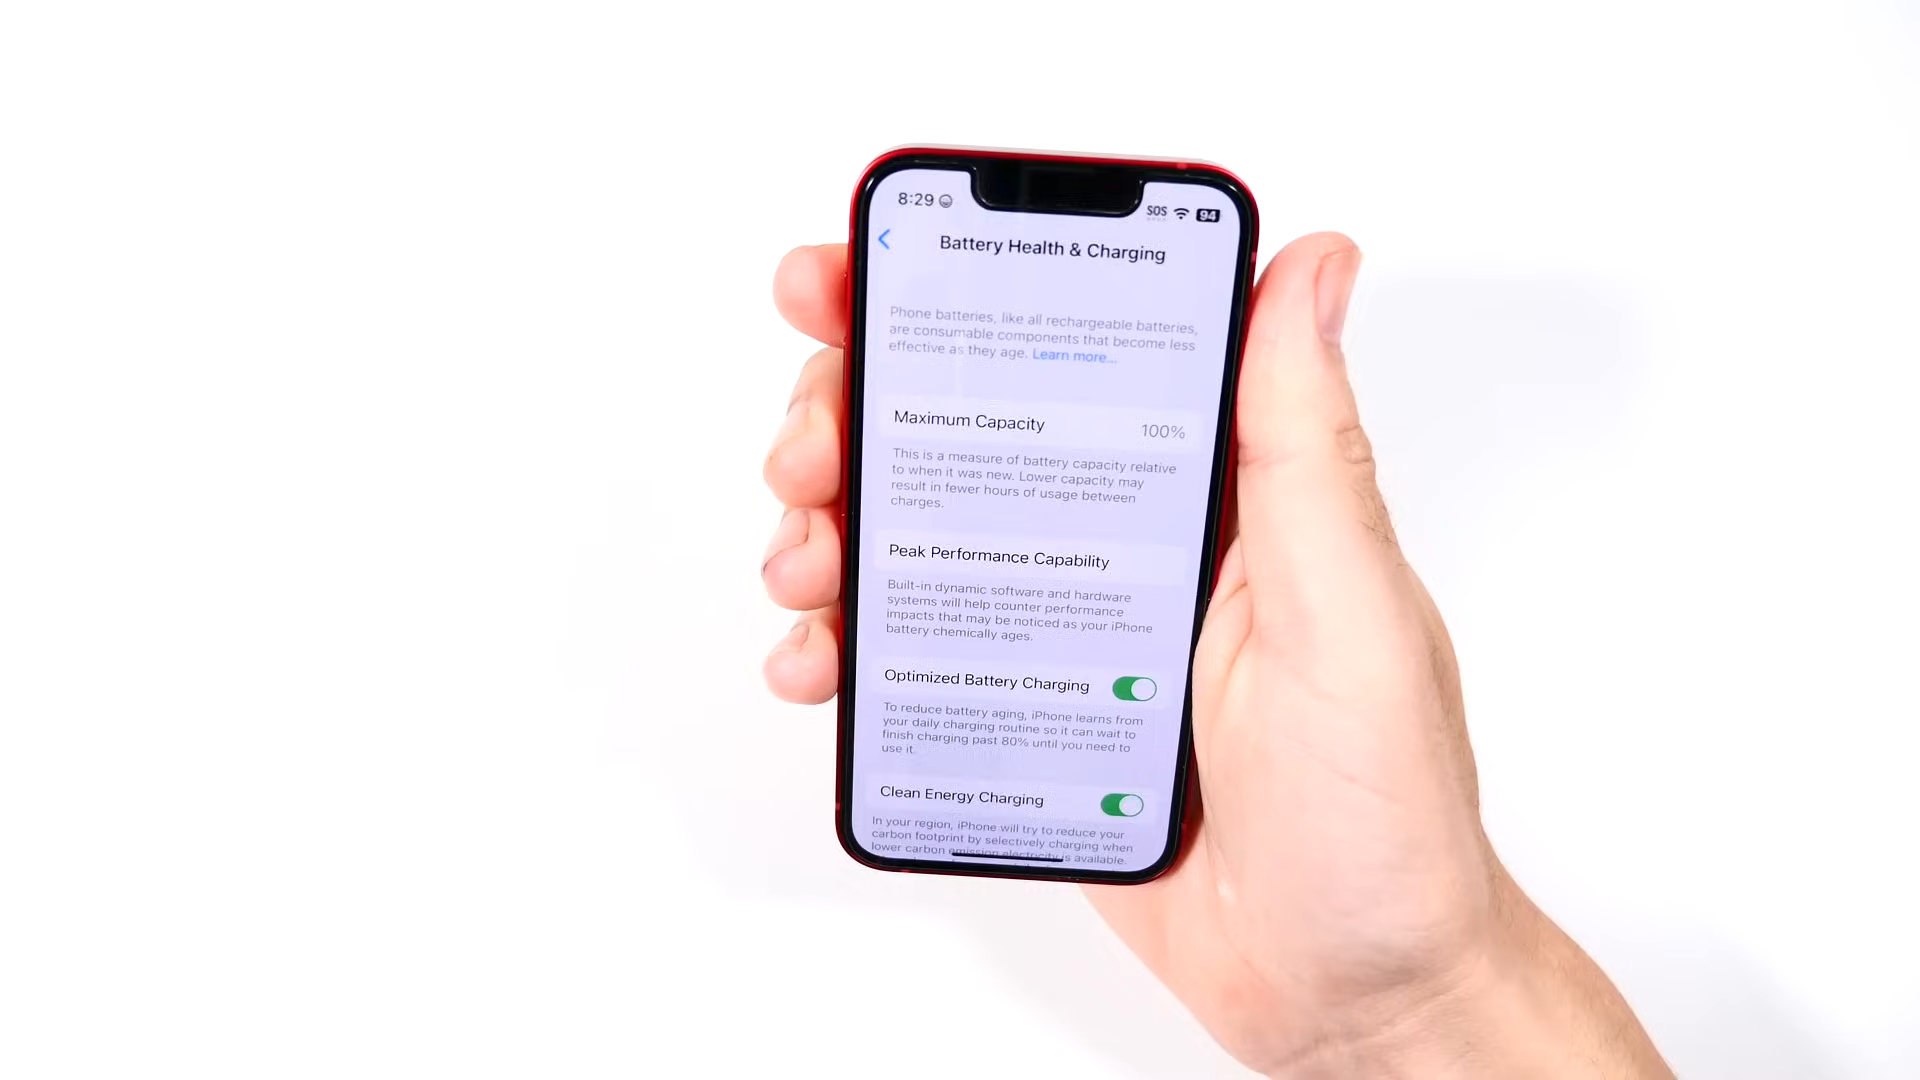 8:29
SOS 94
Battery Health & Charging
Phone batteries, like all rechargeable batteries,
are consumable components that become less
effective as they age. Learn more...
Maximum Capacity 100%
This is a measure of battery capacity relative
to when it was new. Lower capacity may
result in fewer hours of usage between
charges.
Peak Performance Capability
Built-in dynamic software and hardware
systems will help counter performance
impacts that may be noticed as your iPhone
battery chemically ages.
Optimized Battery Charging
To reduce battery aging, iPhone learns from
your daily charging routine so it can wait to
finish charging past 80% until you need to
use it.
Clean Energy Charging
In your region, iPhone will try to reduce your
carbon footprint by selectively charging when
lower carbon emission electricity is available.